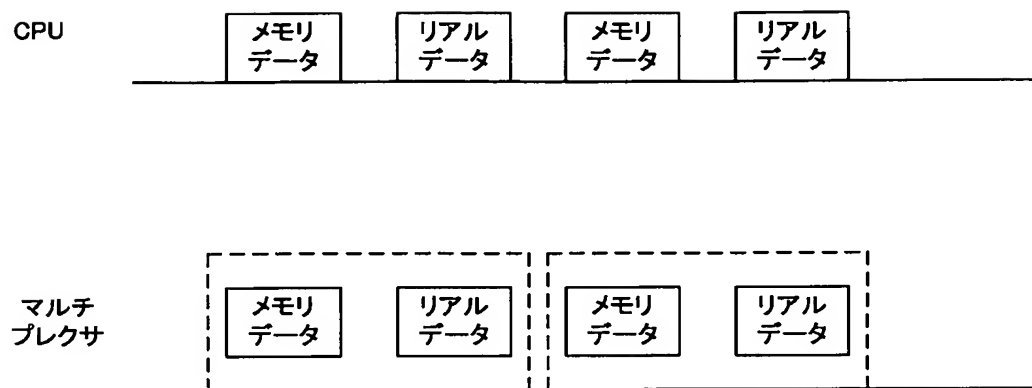 CPU
メモリ
データ
リアル
データ
メモリ
データ
リアル
データ
マルチ
プレクサ
メモリ
データ
リアル
データ
メモリ
データ
リアル
データ